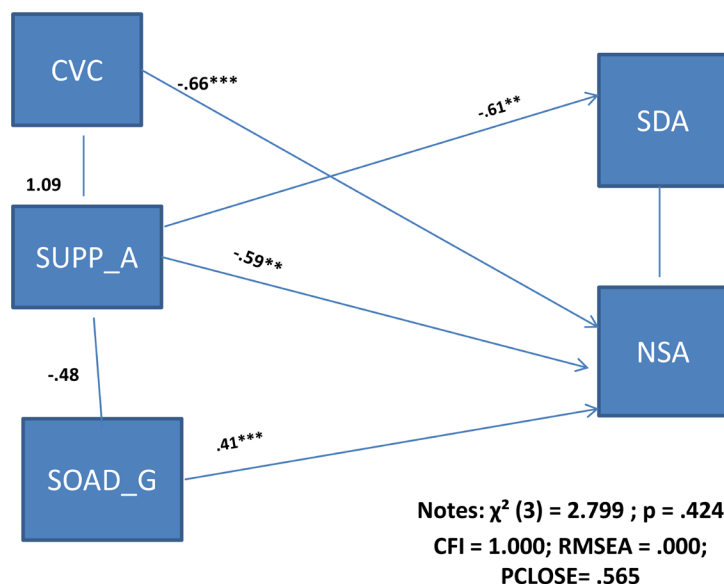 CVC
-.66***
-.61**
SDA
1.09
SUPP_A
-.59**
NSA
-.48
.41***
SOAD_G
Notes: χ² (3) = 2.799 ; p = .424
CFI = 1.000; RMSEA = .000;
PCLOSE= .565